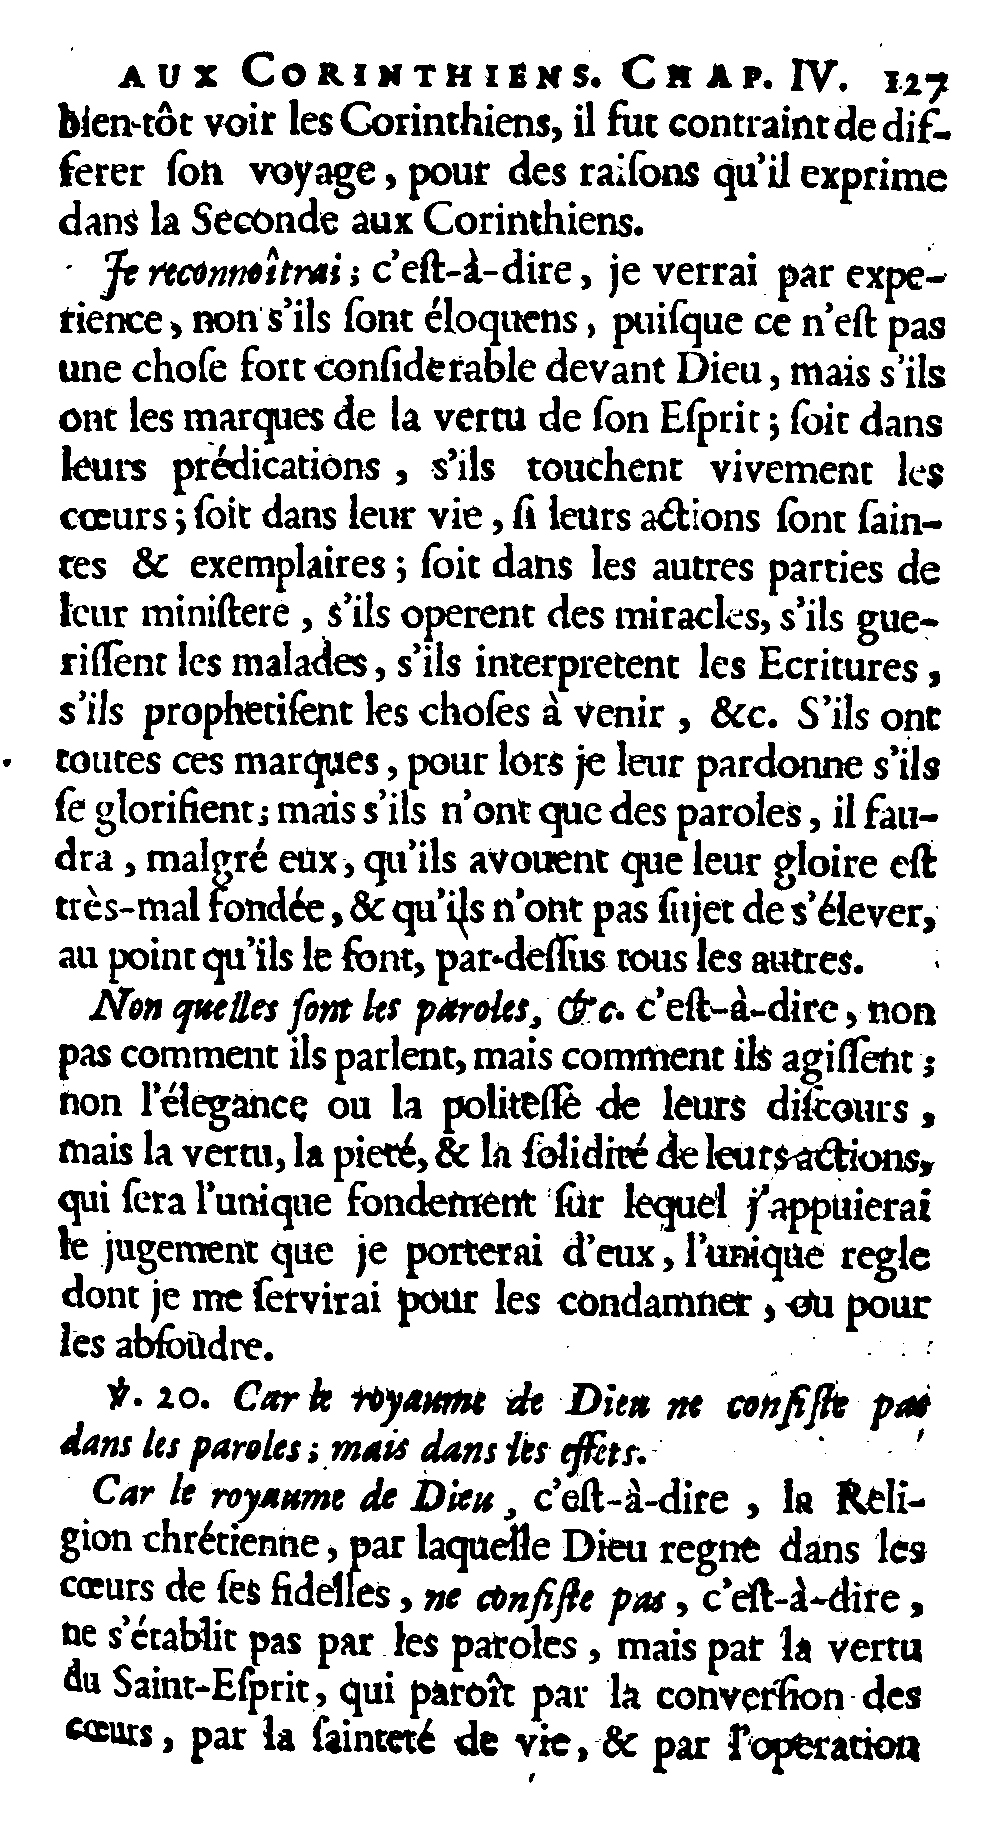 AUX CORINTHIENS. CHAP. IV. 127
bien-tôt voir les Corinthiens, il fut contraint de dif-
ferer ſon voyage, pour des raiſons qu'il exprime
dans la Seconde aux Corinthiens.
Je reconnoîtrai; c'eſt-à-dire, je verrai par expe-
rience, non s'ils ſont éloquens, puiſque ce n'eſt pas
une choſe fort conſiderable devant Dieu, mais s'ils
ont les marques de la vertu de ſon Eſprit; ſoit dans
leurs prédications, s'ils touchent vivement les
cœurs; ſoit dans leur vie, ſi leurs actions ſont ſain-
tes & exemplaires; ſoit dans les autres parties de
leur miniſtere, s'ils operent des miracles, s'ils gue-
riſſent les malades, s'ils interpretent les Ecritures,
s'ils prophetiſent les choſes à venir, &c. S'ils ont
toutes ces marques, pour lors je leur pardonne s'ils
ſe glorifient; mais s'ils n'ont que des paroles, il fau-
dra, malgré eux, qu'ils avouent que leur gloire eſt
très-mal fondée, & qu'ils n'ont pas ſujet de s'élever,
au point qu'ils le font, par-deſſus tous les autres.
Non quelles ſont les paroles, &c. c'eſt-à-dire, non
pas comment ils parlent, mais comment ils agiſſent;
non l'élegance ou la politeſſe de leurs diſcours,
mais la vertu, la pieté, & la ſolidité de leurs actions,
qui ſera l'unique fondement ſur lequel j'appuierai
le jugement que je porterai d'eux, l'unique regle
dont je me ſervirai pour les condamner, ou pour
les abſoudre.
℣. 20. Car le royaume de Dieu ne conſiſte pas
dans les paroles; mais dans les effets.
Car le royaume de Dieu, c'eſt-à-dire, la Reli-
gion chrétienne, par laquelle Dieu regne dans les
cœurs de ſes fidelles, ne conſiſte pas, c'eſt-à-dire,
ne s'établit pas par les paroles, mais par la vertu
du Saint-Eſprit, qui paroît par la converſion des
cœurs, par la ſainteté de vie, & par l'operation